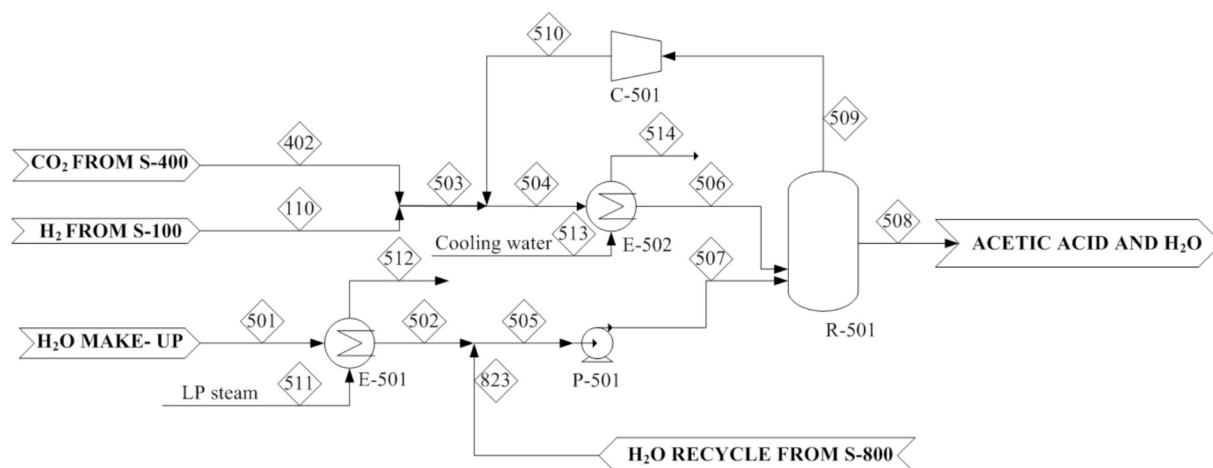 510
C-501
509
514
402
CO₂ FROM S-400
503
504
506
110
508
H₂ FROM S-100
ACETIC ACID AND H₂O
Cooling water
513
E-502
512
507
R-501
501
502
505
H₂O MAKE- UP
E-501
P-501
511
LP steam
823
H₂O RECYCLE FROM S-800